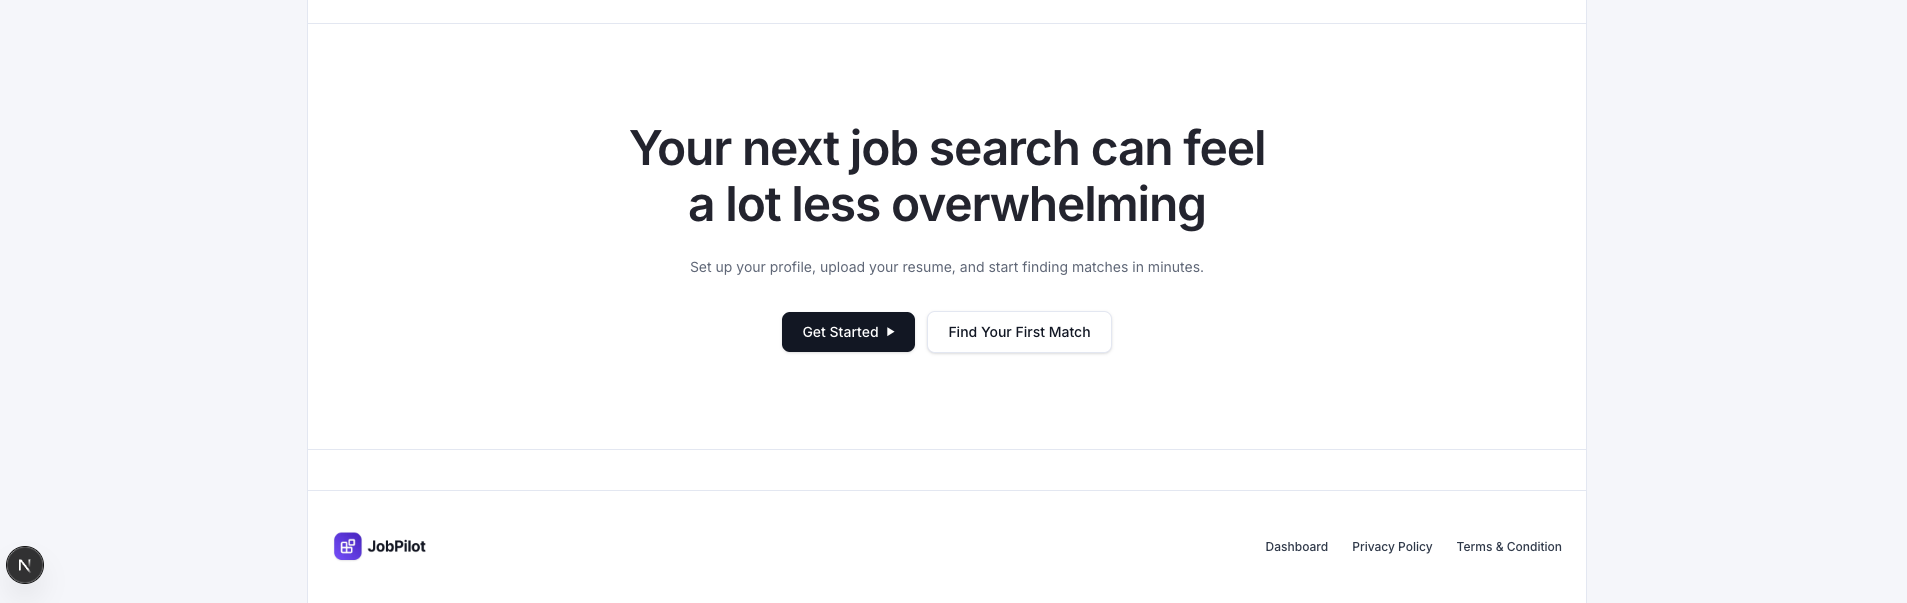 Your next job search can feel
a lot less overwhelming
Set up your profile, upload your resume, and start finding matches in minutes.
Get Started
Find Your First Match
JobPilot
Dashboard
Privacy Policy
Terms & Condition
N